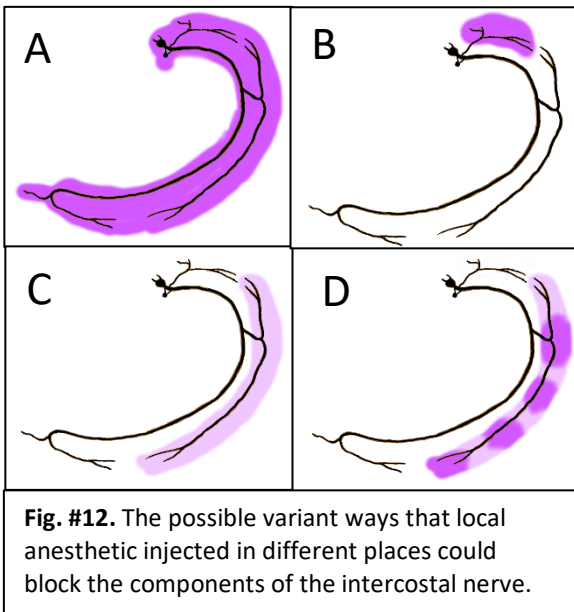 A
B
C
D
Fig. #12. The possible variant ways that local
anesthetic injected in different places could
block the components of the intercostal nerve.